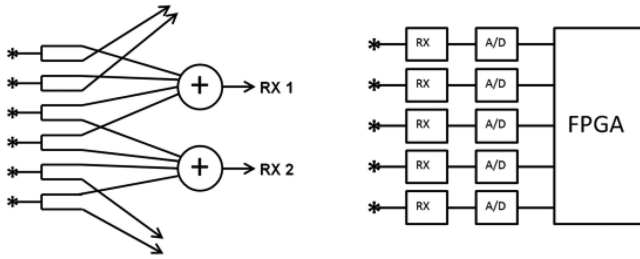 * + RX 1
* + RX 2
* RX A/D
* RX A/D
* RX A/D
* RX A/D
* RX A/D
FPGA